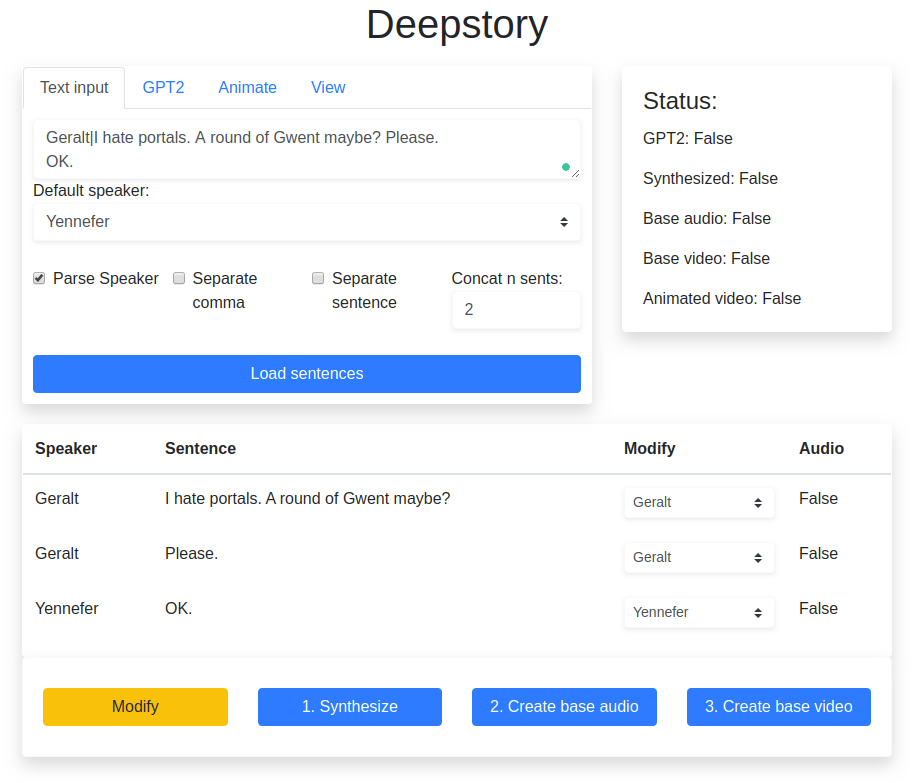 Deepstory
Text input GPT2 Animate View
Geralt|I hate portals. A round of Gwent maybe? Please.
OK.
Default speaker:
Yennefer
Parse Speaker Separate comma Separate sentence Concat n sents:
2
Load sentences
Status:
GPT2: False
Synthesized: False
Base audio: False
Base video: False
Animated video: False
Speaker Sentence Modify Audio
Geralt I hate portals. A round of Gwent maybe? Geralt False
Geralt Please. Geralt False
Yennefer OK. Yennefer False
Modify 1. Synthesize 2. Create base audio 3. Create base video